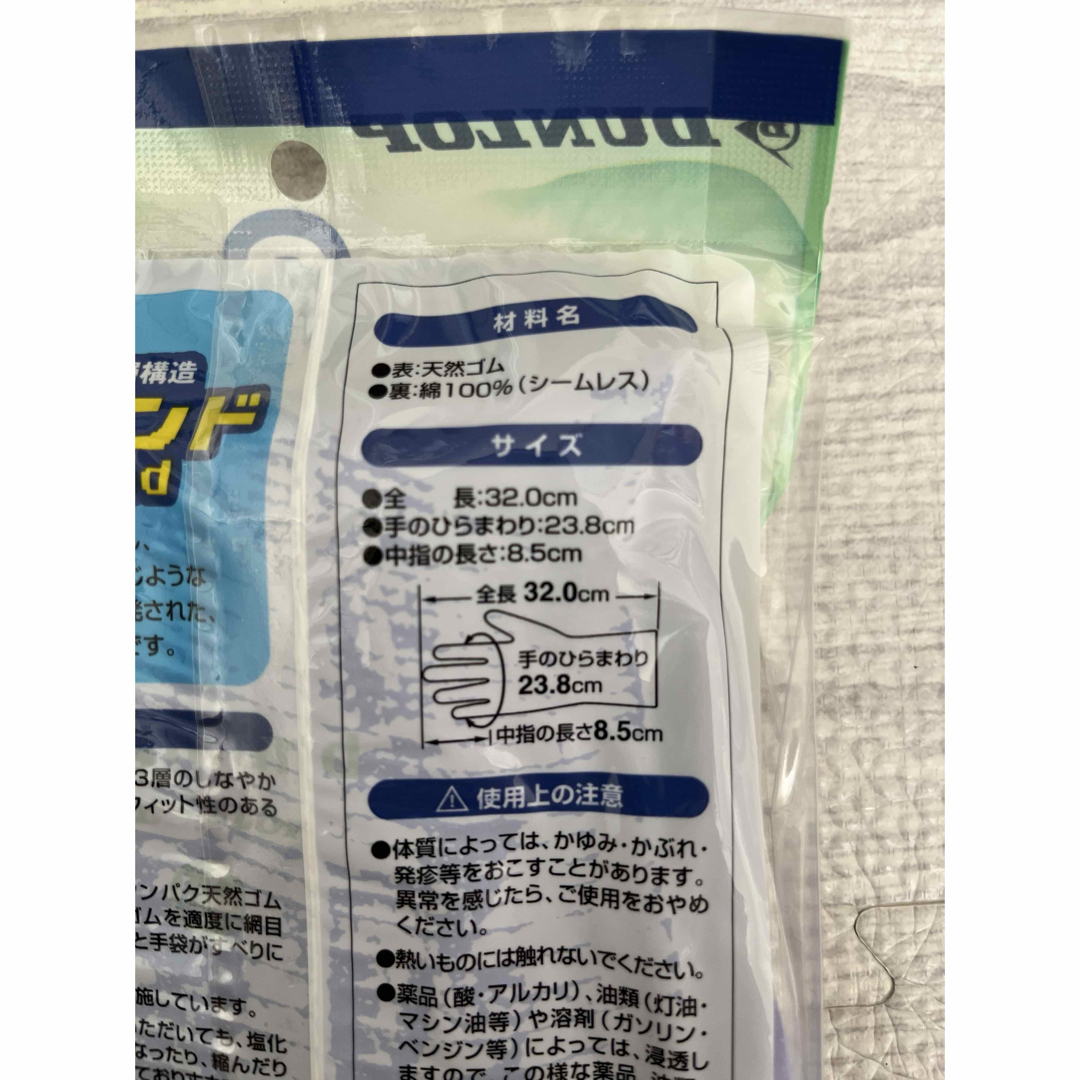 DUNLOP
構造
ンド
d
ような
発された、
です。
3層のしなやか
フィット性のある
ンパク天然ゴム
ゴムを適度に網目
と手袋がすべりに
施しています。
ただいても、塩化
なったり、縮んだり
材料名
●表:天然ゴム
●裏:綿100%(シームレス)
サイズ
●全 長:32.0cm
●手のひらまわり:23.8cm
●中指の長さ:8.5cm
全長 32.0cm
手のひらまわり
23.8cm
中指の長さ8.5cm
使用上の注意
●体質によっては、かゆみ・かぶれ・
発疹等をおこすことがあります。
異常を感じたら、ご使用をおやめ
ください。
●熱いものには触れないでください。
●薬品(酸・アルカリ)、油類(灯油・
マシン油等)や溶剤(ガソリン・
ベンジン等)によっては、浸透し
ますので、この様な薬品